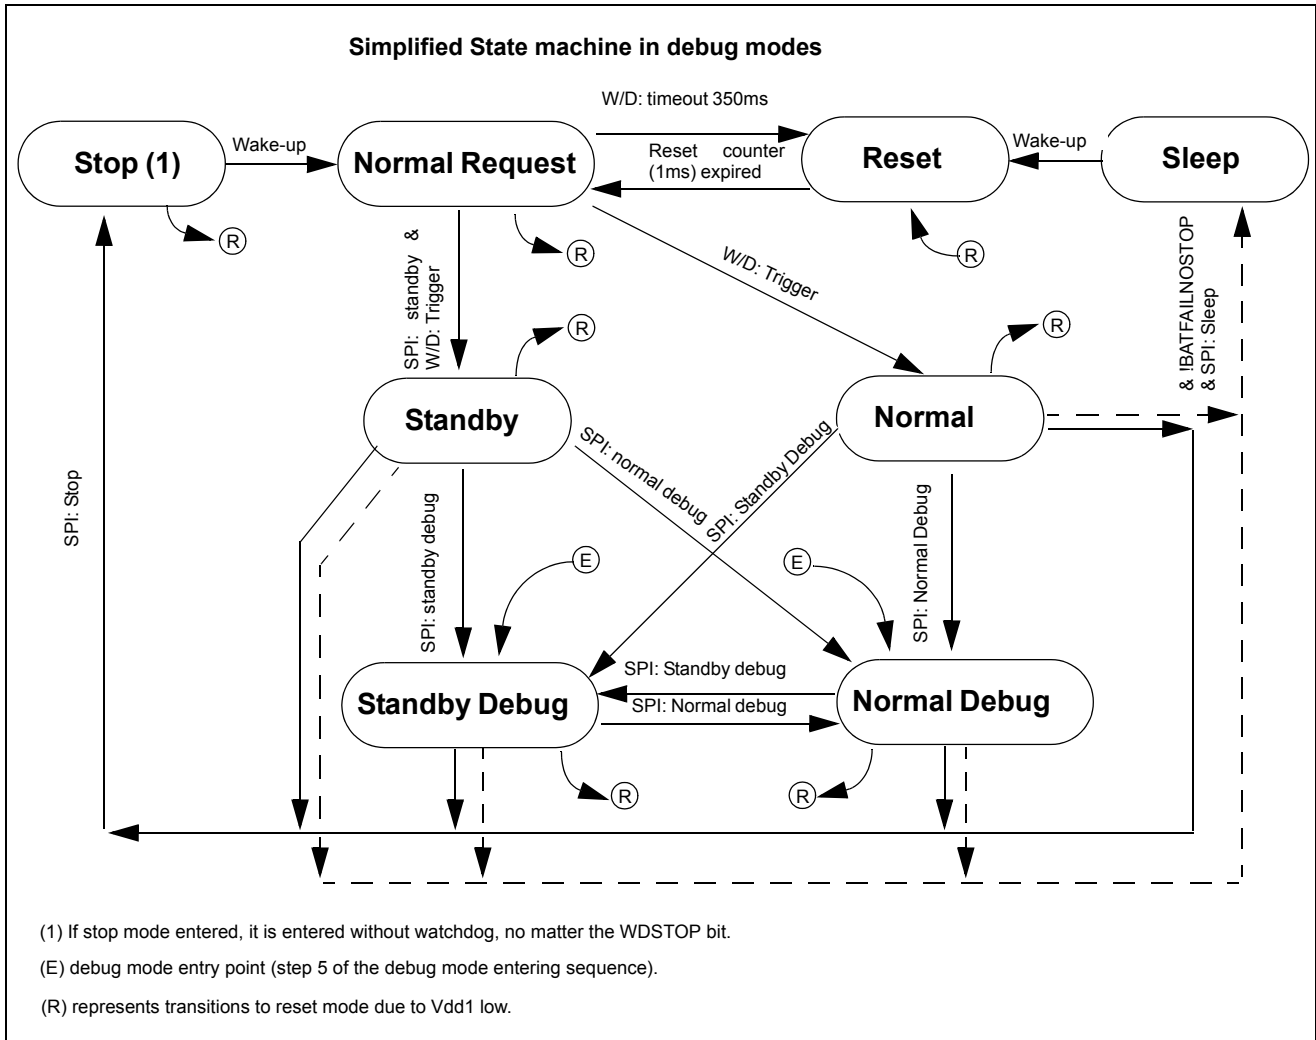 Simplified State machine in debug modes
W/D: timeout 350ms
Stop (1)
Wake-up
Normal Request
Reset counter
(1ms) expired
Reset
Wake-up
Sleep
R
R
R
SPI: standby &
W/D: Trigger
W/D: Trigger
& !BATFAILNOSTOP
& SPI: Sleep
R
R
Standby
Normal
SPI: Stop
SPI: normal debug
SPI: Standby Debug
SPI: standby debug
SPI: Normal Debug
E
E
SPI: Standby debug
Standby Debug
SPI: Normal debug
Normal Debug
R
R
(1) If stop mode entered, it is entered without watchdog, no matter the WDSTOP bit.
(E) debug mode entry point (step 5 of the debug mode entering sequence).
(R) represents transitions to reset mode due to Vdd1 low.